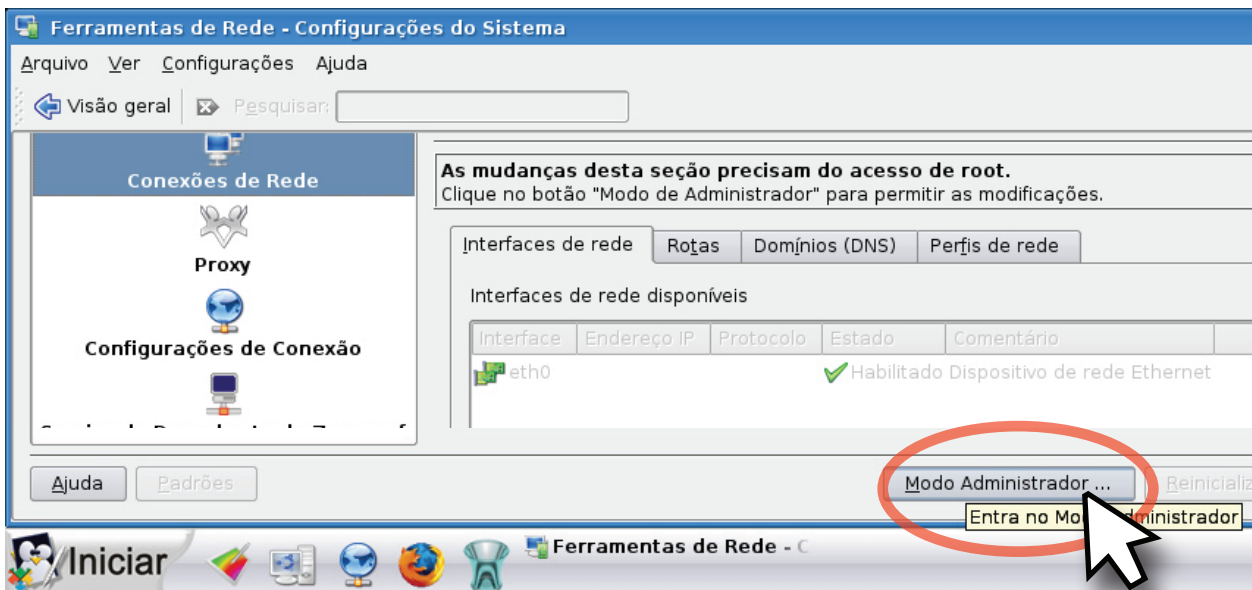 Ferramentas de Rede - Configurações do Sistema
Arquivo Ver Configurações Ajuda
Visão geral Pesquisar:
Conexões de Rede
Proxy
Configurações de Conexão
As mudanças desta seção precisam do acesso de root.
Clique no botão "Modo de Administrador" para permitir as modificações.
Interfaces de rede Rotas Domínios (DNS) Perfis de rede
Interfaces de rede disponíveis
Interface Endereço IP Protocolo Estado Comentário
eth0 Habilitado Dispositivo de rede Ethernet
Ajuda Padrões Modo Administrador ...
Entra no
Iniciar Ferramentas de Rede -